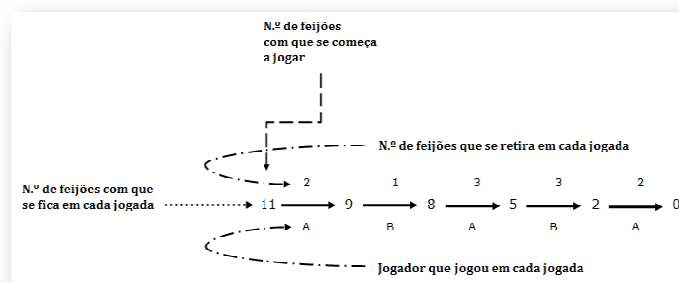 N.º de feijões
com que se começa
a jogar
N.º de feijões que se retira em cada jogada
N.º de feijões com que
se fica em cada jogada
2 1 3 3 2
11 9 8 5 2 0
A B A B A
Jogador que jogou em cada jogada